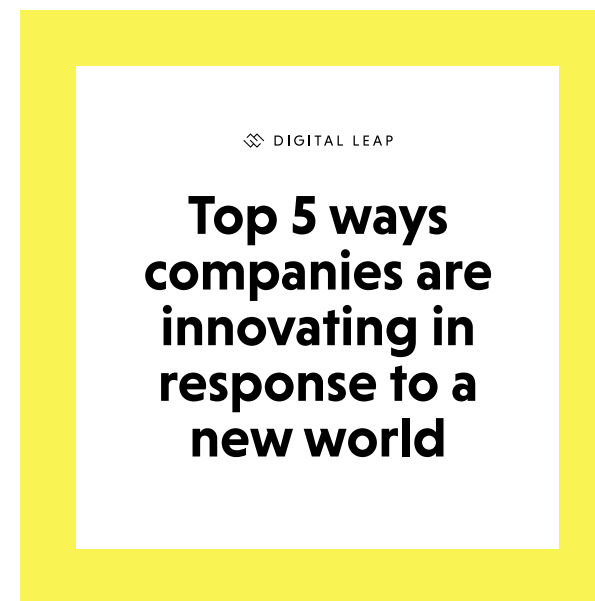 DIGITAL LEAP
Top 5 ways
companies are
innovating in
response to a
new world